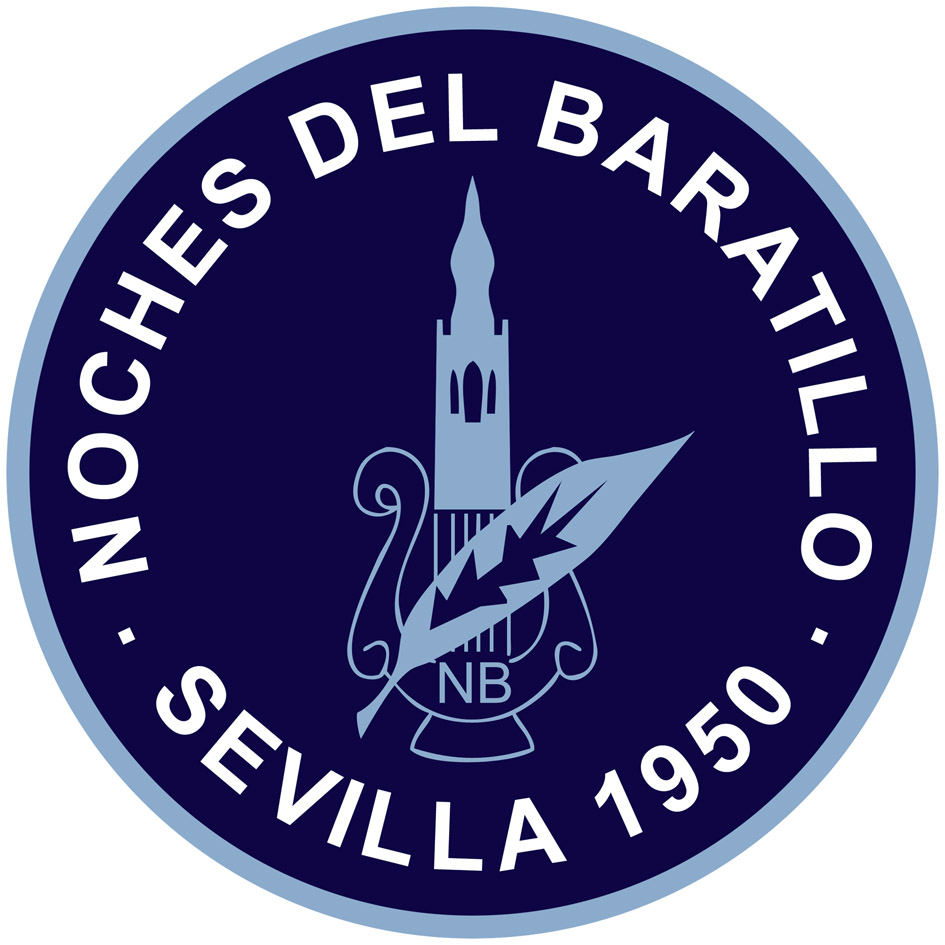 NOCHES DEL BARATILLO
NB
· SEVILLA 1950 ·